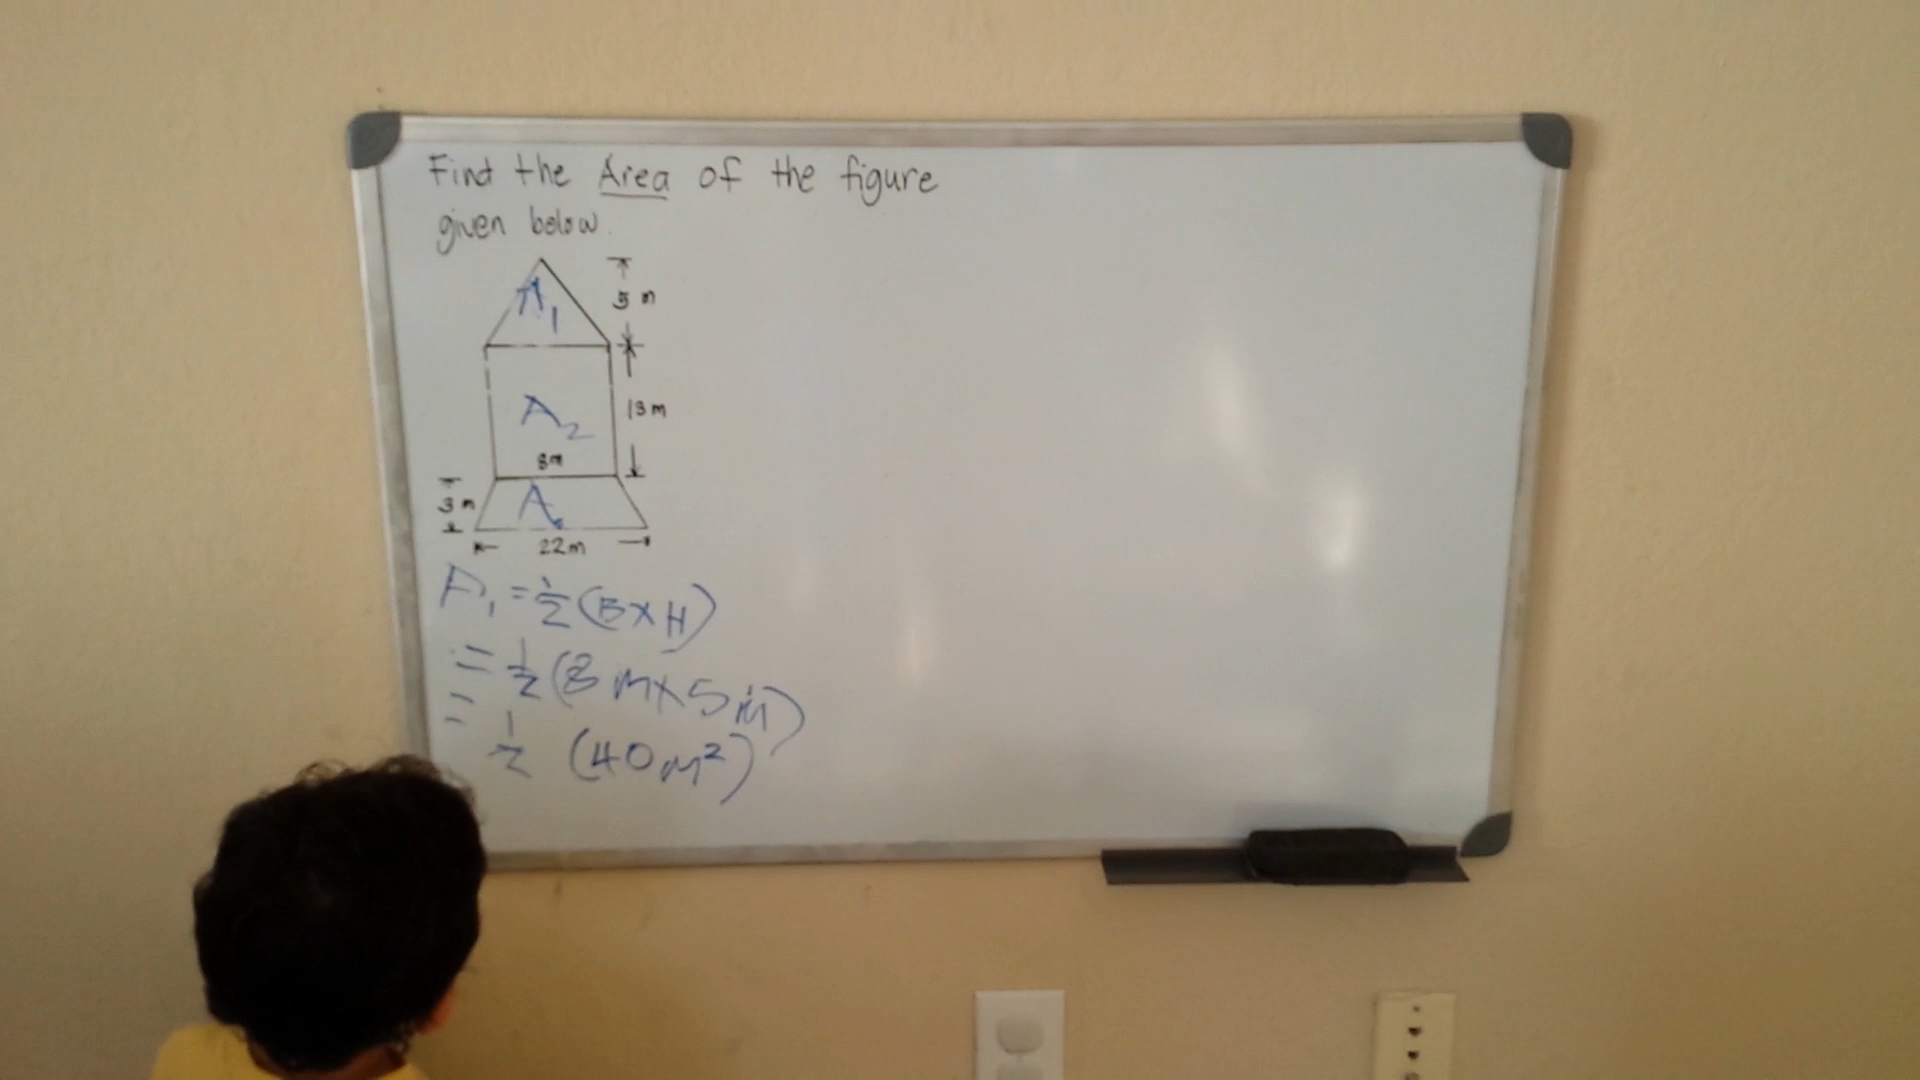 Find the Area of the figure
given below.
A1
5 m
A2
13 m
8m
3 m
A
22m
A1 = 1/2 (B x H)
= 1/2 (8 m x 5 m)
=
1/2 (40 m²)